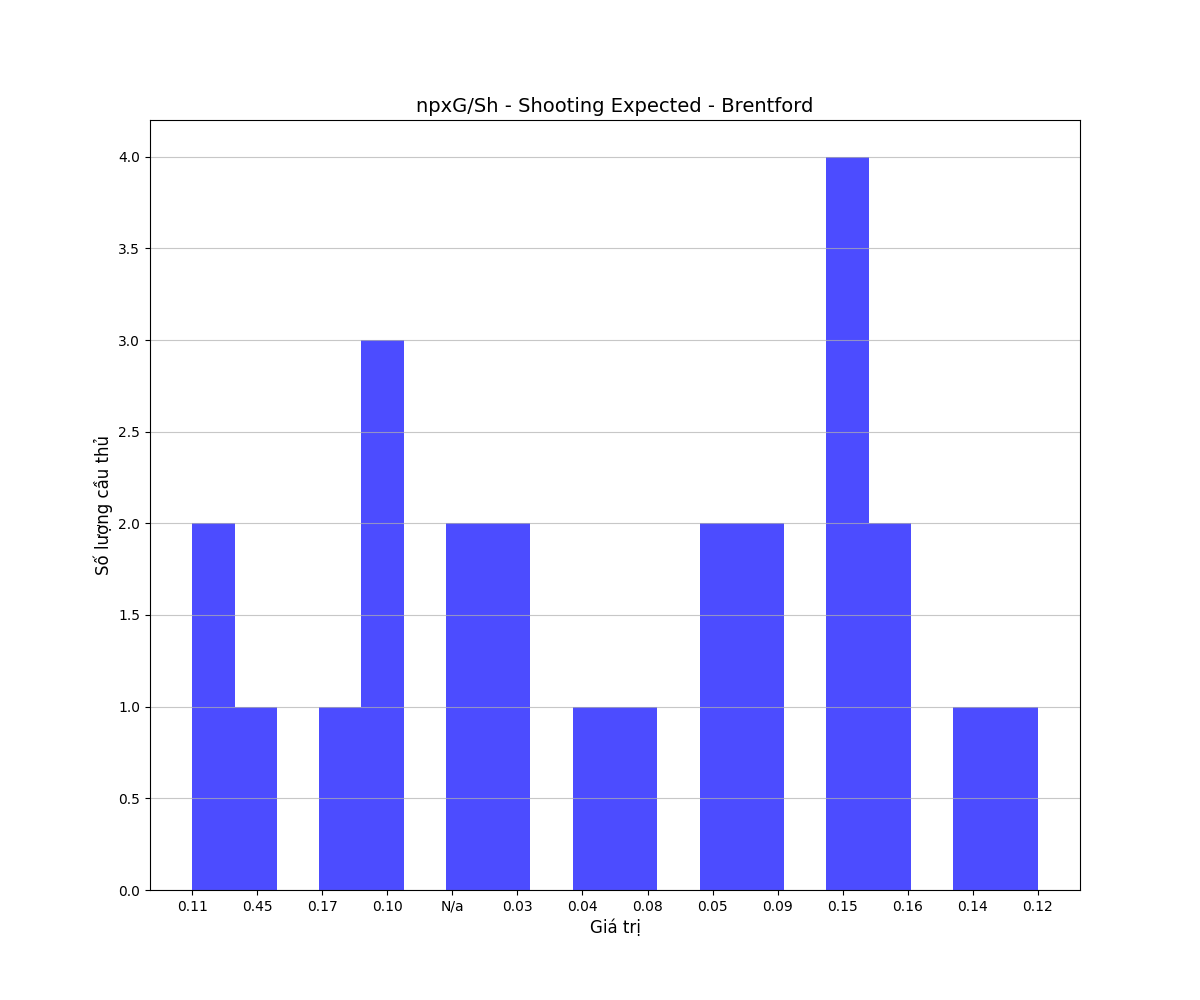 npxG/Sh - Shooting Expected - Brentford
Số lượng cầu thủ
4.0
3.5
3.0
2.5
2.0
1.5
1.0
0.5
0.0
0.11 0.45 0.17 0.10 N/a 0.03 0.04 0.08 0.05 0.09 0.15 0.16 0.14 0.12
Giá trị